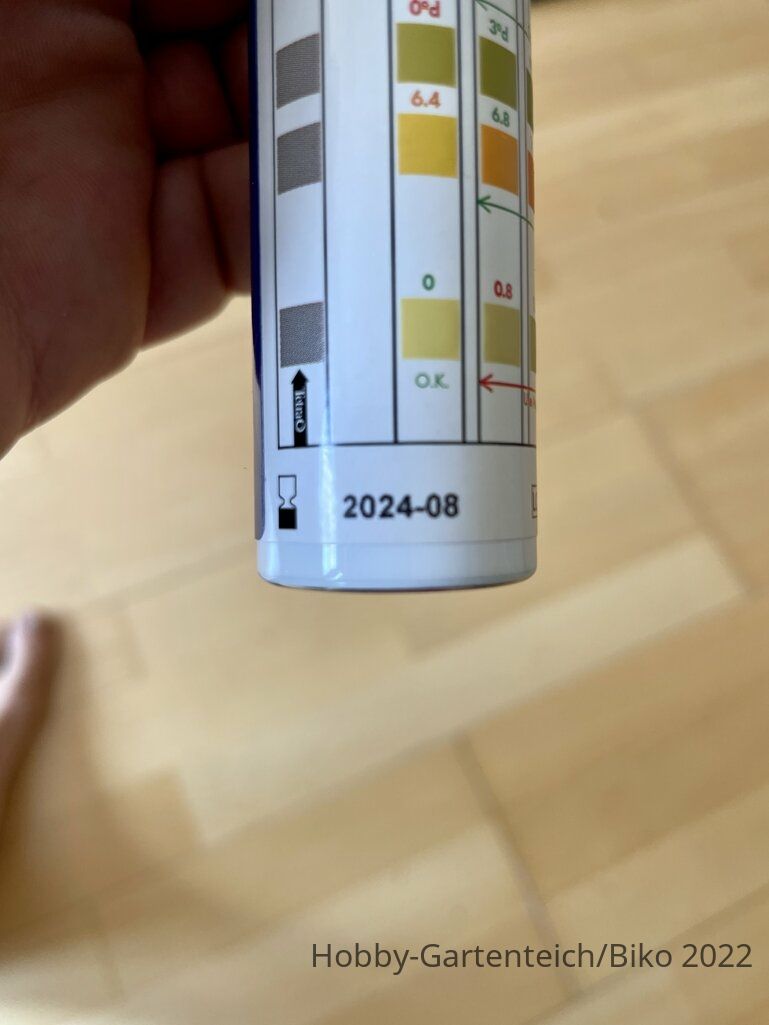 0°d
3°d
6.4
6.8
0
0.8
O.K.
Tetra
2024-08
Hobby-Gartenteich/Biko 2022